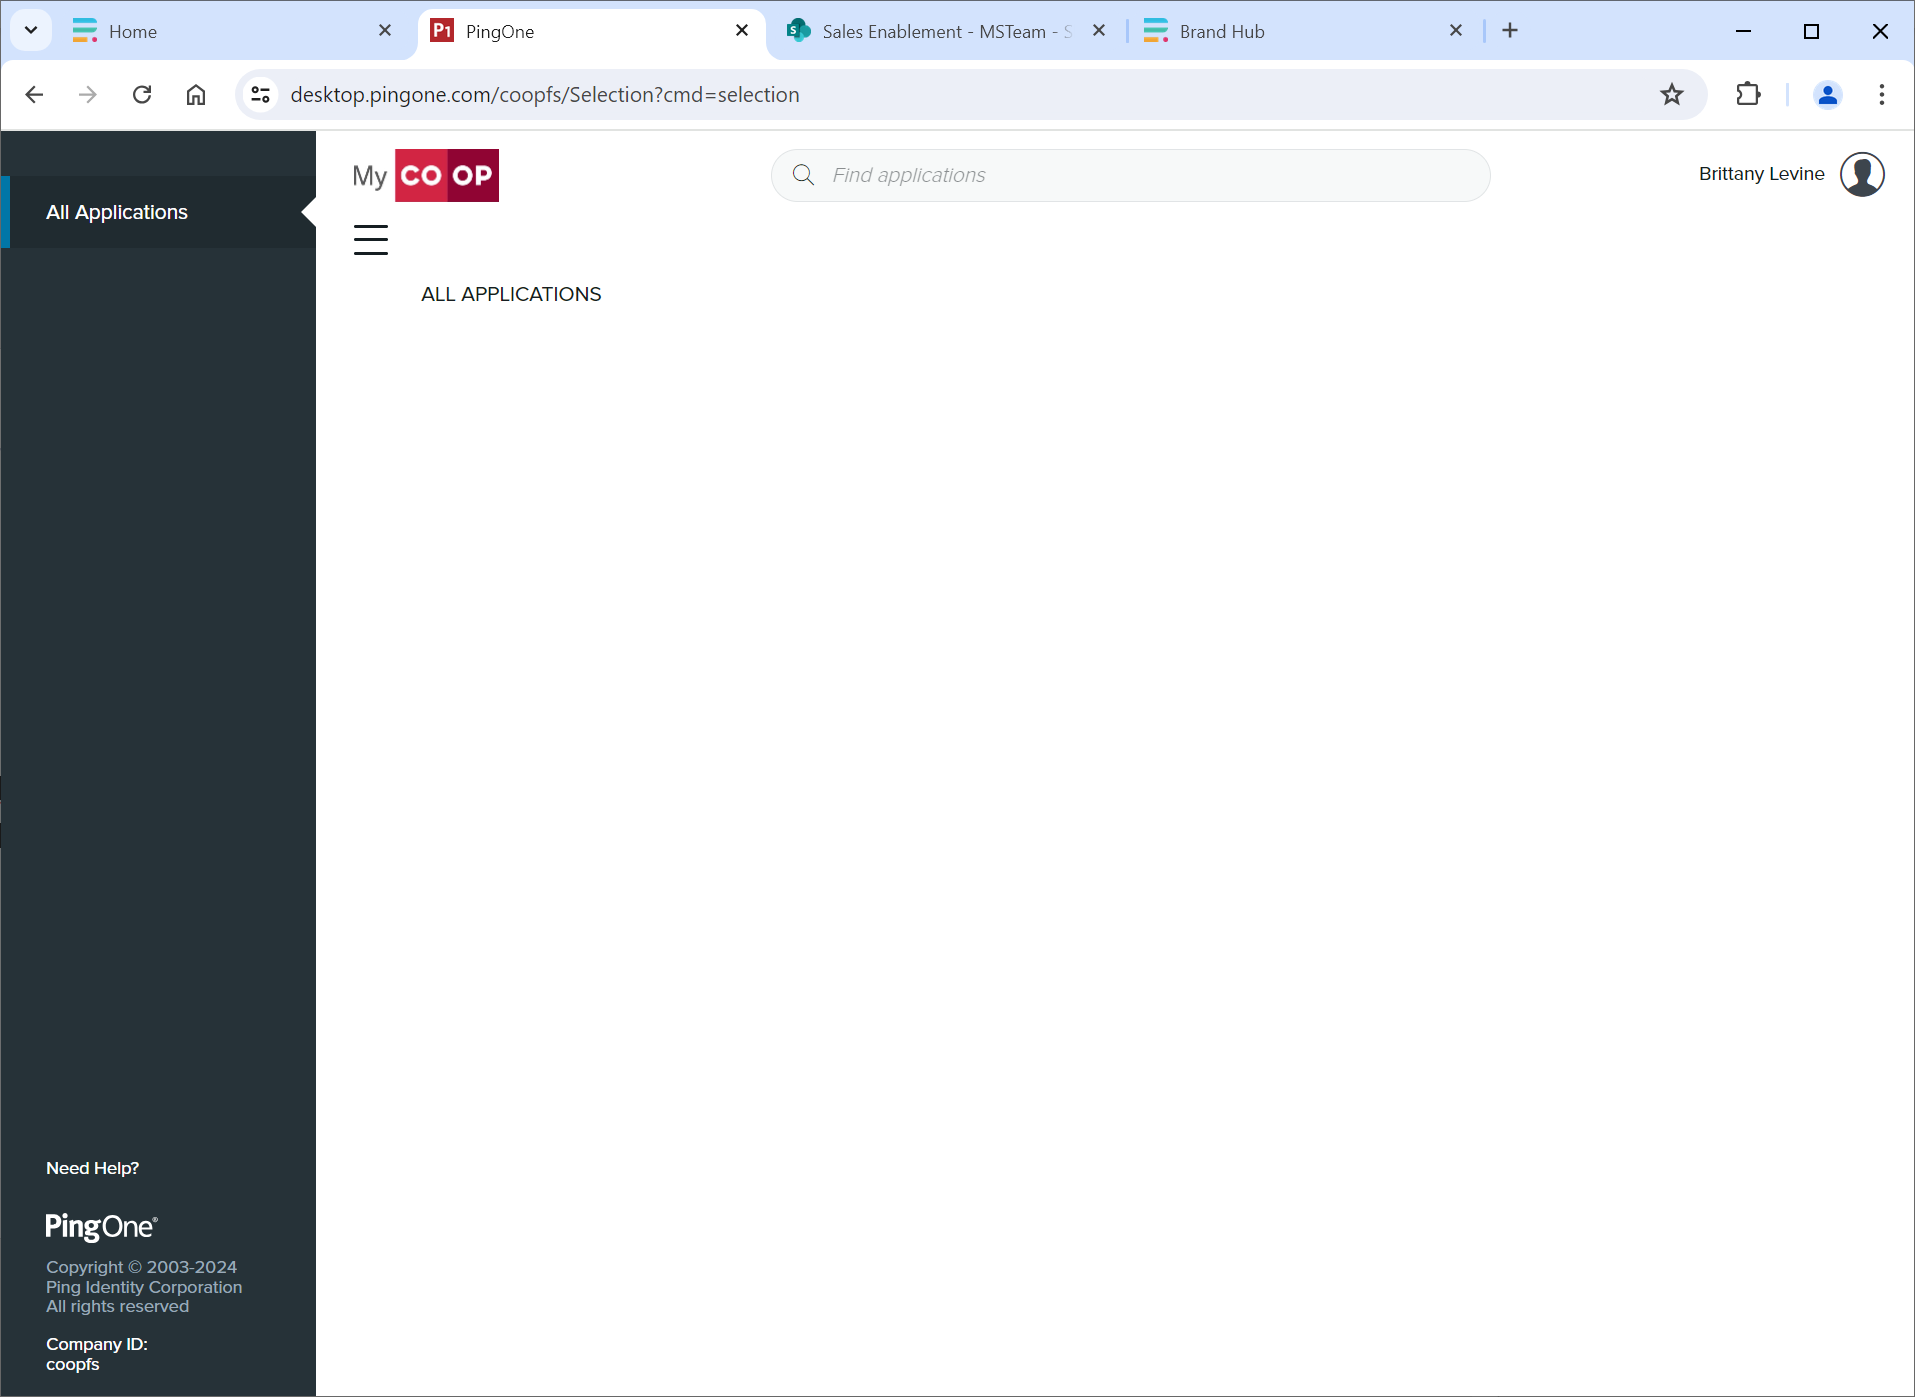 Home
P1 PingOne
Sales Enablement - MSTeam - S
Brand Hub
desktop.pingone.com/coopfs/Selection?cmd=selection
All Applications
My CO OP
Find applications
Brittany Levine
ALL APPLICATIONS
Need Help?
PingOne®
Copyright © 2003-2024
Ping Identity Corporation
All rights reserved
Company ID:
coopfs